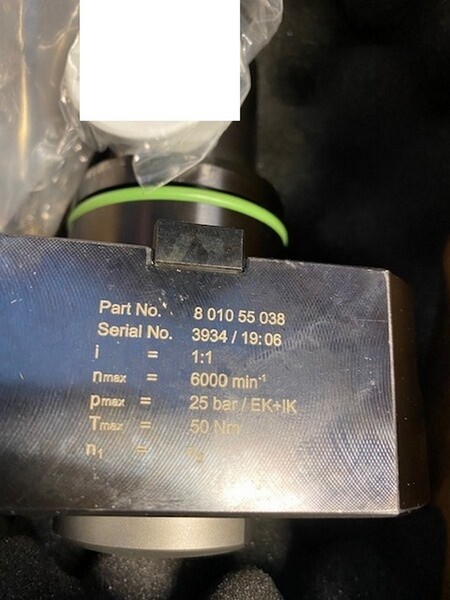 Part No. 8 010 55 038
Serial No. 3934 / 19:06
i = 1:1
nmax = 6000 min⁻¹
pmax = 25 bar / EK+IK
Tmax = 50 Nm
n₁ =